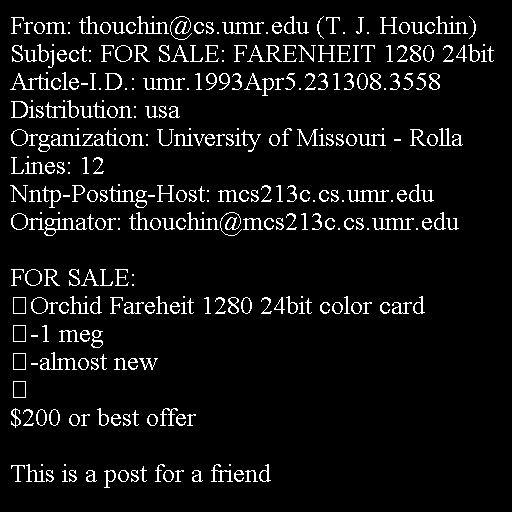 From: thouchin@cs.umr.edu (T. J. Houchin)
Subject: FOR SALE: FARENHEIT 1280 24bit
Article-I.D.: umr.1993Apr5.231308.3558
Distribution: usa
Organization: University of Missouri - Rolla
Lines: 12
Nntp-Posting-Host: mcs213c.cs.umr.edu
Originator: thouchin@mcs213c.cs.umr.edu

FOR SALE:
□Orchid Fareheit 1280 24bit color card
□-1 meg
□-almost new
□
$200 or best offer

This is a post for a friend